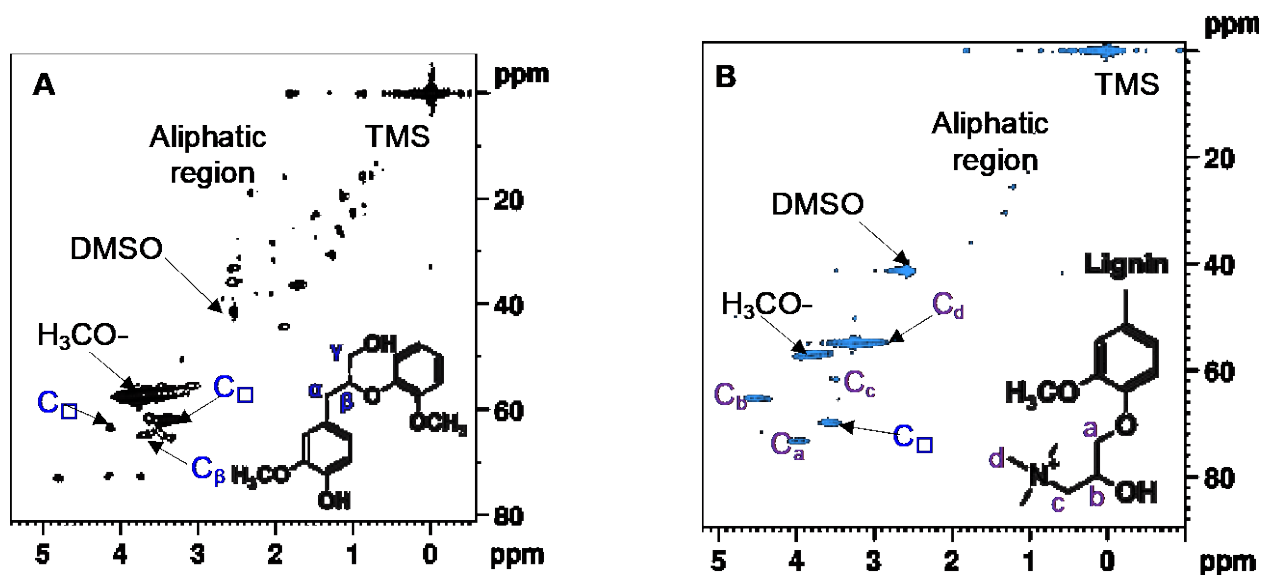 A
ppm
Aliphatic
region
TMS
20
DMSO
40
H₃CO-
C□
C□
Cβ
60
80
γ
OH
α
β
O
OCH₃
H₃CO
OH
5
4
3
2
1
0
ppm
B
ppm
TMS
Aliphatic
region
20
DMSO
40
Lignin
H₃CO-
Cd
60
Cc
Cb
Ca
C□
80
H₃CO
O
a
d
N+
c
b
OH
5
4
3
2
1
0
ppm